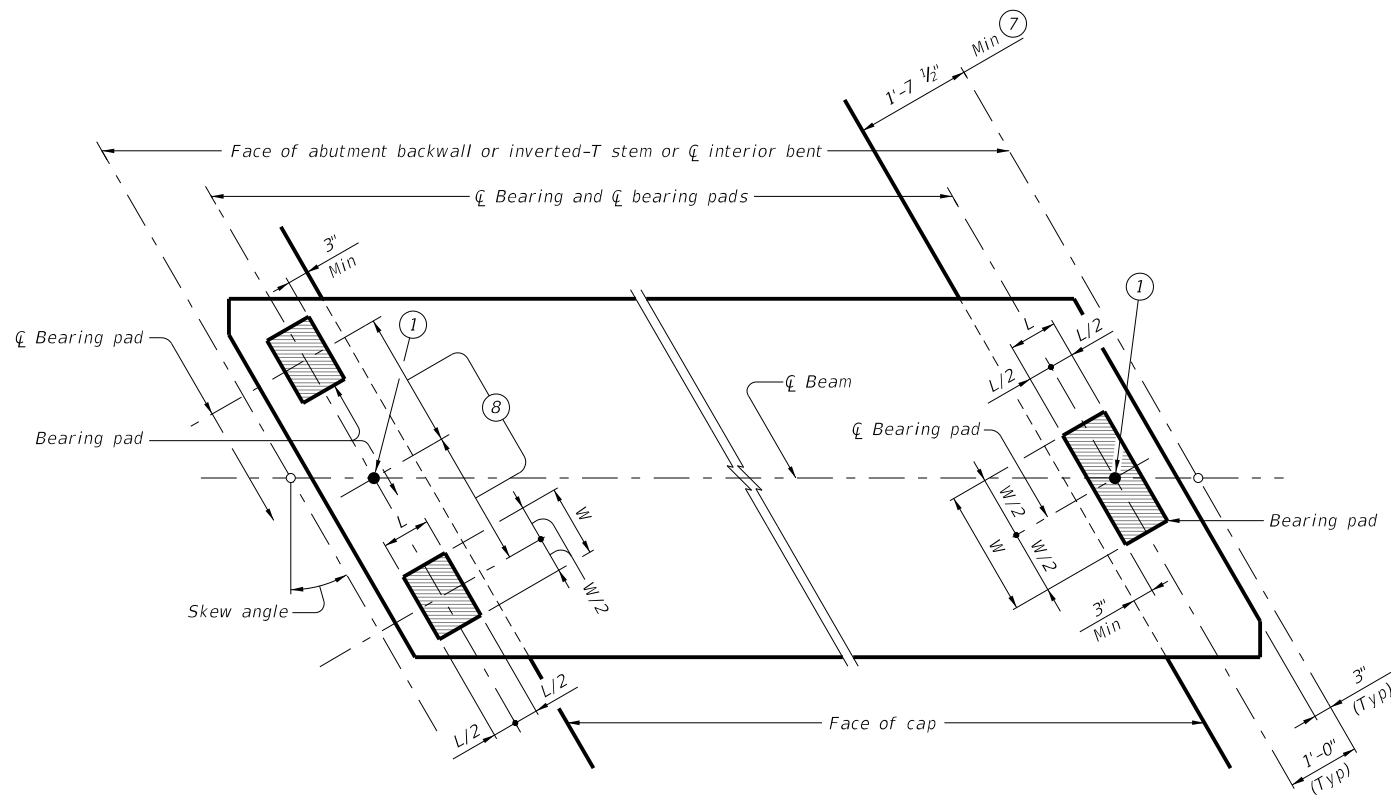 7
Min
1'-7 ½"
Face of abutment backwall or inverted-T stem or ℄ interior bent
℄ Bearing and ℄ bearing pads
3"
Min
1
1
℄ Bearing pad
L
L/2
L/2
℄ Beam
8
℄ Bearing pad
Bearing pad
W/2
W
W/2
L
W
W/2
Bearing pad
Skew angle
3"
Min
L/2
L/2
Face of cap
3"
(Typ)
1'-0"
(Typ)